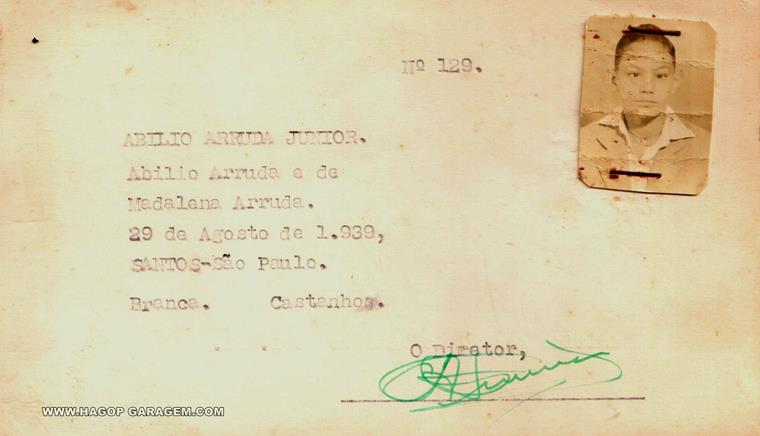 Nº 129.
ABILIO ARRUDA JUNIOR.
Abilio Arruda e de
Madalena Arruda.
29 de Agosto de 1.939,
SANTOS-São Paulo.
Branca. Castanhos.
O Diretor,
WWW.HAGOP GARAGEM.COM